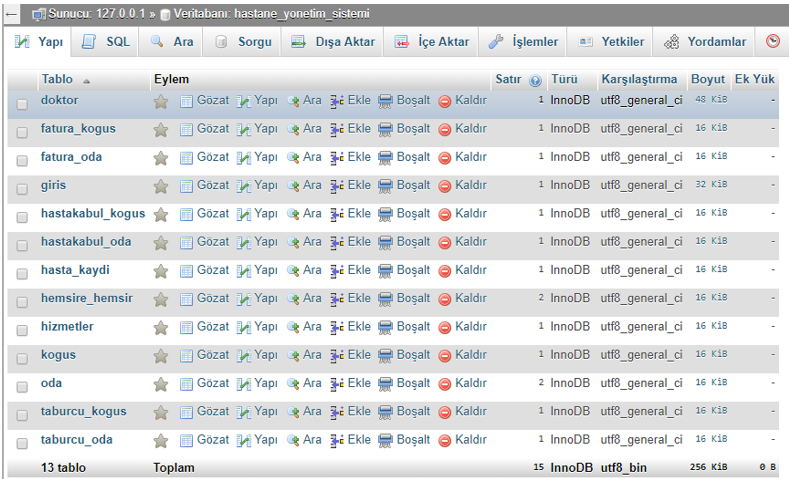 Sunucu: 127.0.0.1 » Veritabanı: hastane_yonetim_sistemi
Yapı SQL Ara Sorgu Dışa Aktar İçe Aktar İşlemler Yetkiler Yordamlar
Tablo Eylem Satır Türü Karşılaştırma Boyut Ek Yük
doktor Gözat Yapı Ara Ekle Boşalt Kaldır 1 InnoDB utf8_general_ci 48 KiB -
fatura_kogus Gözat Yapı Ara Ekle Boşalt Kaldır 1 InnoDB utf8_general_ci 16 KiB -
fatura_oda Gözat Yapı Ara Ekle Boşalt Kaldır 1 InnoDB utf8_general_ci 16 KiB -
giris Gözat Yapı Ara Ekle Boşalt Kaldır 1 InnoDB utf8_general_ci 32 KiB -
hastakabul_kogus Gözat Yapı Ara Ekle Boşalt Kaldır 1 InnoDB utf8_general_ci 16 KiB -
hastakabul_oda Gözat Yapı Ara Ekle Boşalt Kaldır 1 InnoDB utf8_general_ci 16 KiB -
hasta_kaydi Gözat Yapı Ara Ekle Boşalt Kaldır 1 InnoDB utf8_general_ci 16 KiB -
hemsire_hemsir Gözat Yapı Ara Ekle Boşalt Kaldır 2 InnoDB utf8_general_ci 16 KiB -
hizmetler Gözat Yapı Ara Ekle Boşalt Kaldır 1 InnoDB utf8_general_ci 16 KiB -
kogus Gözat Yapı Ara Ekle Boşalt Kaldır 1 InnoDB utf8_general_ci 16 KiB -
oda Gözat Yapı Ara Ekle Boşalt Kaldır 2 InnoDB utf8_general_ci 16 KiB -
taburcu_kogus Gözat Yapı Ara Ekle Boşalt Kaldır 1 InnoDB utf8_general_ci 16 KiB -
taburcu_oda Gözat Yapı Ara Ekle Boşalt Kaldır 1 InnoDB utf8_general_ci 16 KiB -
13 tablo Toplam 15 InnoDB utf8_bin 256 KiB 0 B